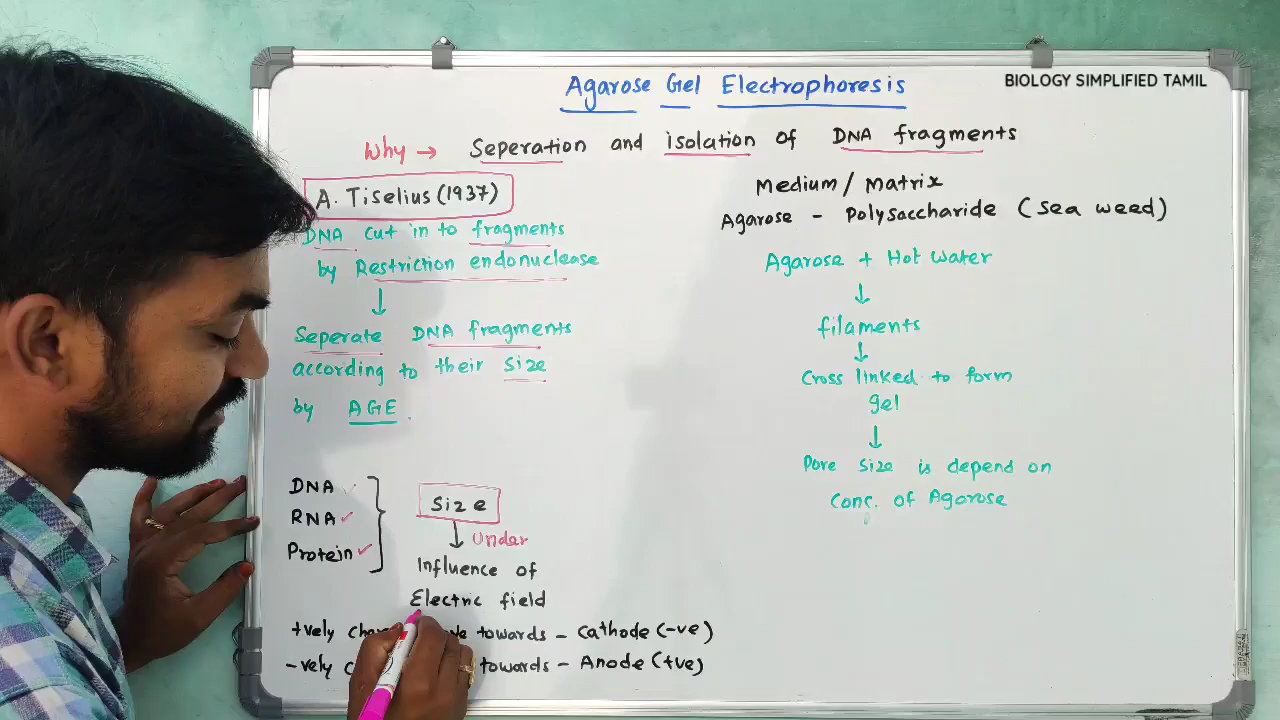 Agarose Gel Electrophoresis
BIOLOGY SIMPLIFIED TAMIL
Why → Seperation and isolation of DNA fragments
A. Tiselius (1937)
DNA cut in to fragments
by Restriction endonuclease
↓
Seperate DNA fragments
according to their Size
by AGE.
DNA ✓
RNA ✓
Protein ✓
Size
↓ Under
Influence of
Electric field
+vely towards - Cathode (-ve)
-vely towards - Anode (+ve)
Medium / Matrix
Agarose - Polysaccharide (Sea weed)
Agarose + Hot water
↓
filaments
↓
Cross linked to form
gel
↓
Pore Size is depend on
Conc. of Agarose